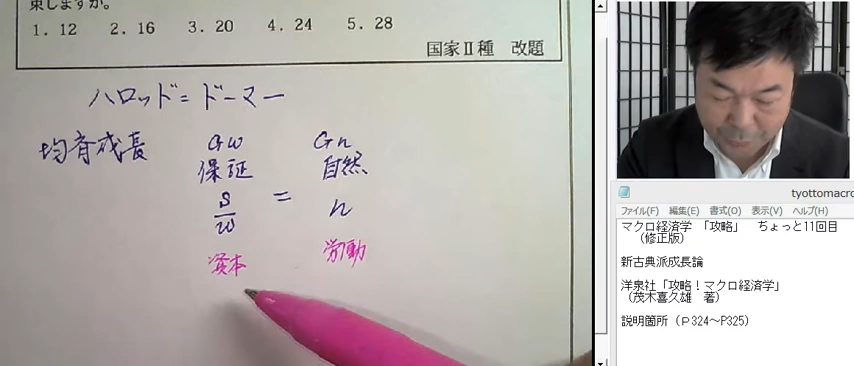 束しますか。
1．12　2．16　3．20　4．24　5．28
国家Ⅱ種　改題
ハロッド=ドーマー
均斉成長　Gw　Gn
保証　自然
s/w = n
資本　労働
tyottomacro
ファイル(F)　編集(E)　書式(O)　表示(V)　ヘルプ(H)
マクロ経済学　「攻略」　ちょっと11回目
（修正版）
新古典派成長論
洋泉社「攻略！マクロ経済学」
（茂木喜久雄　著）
説明箇所（Ｐ324～P325）